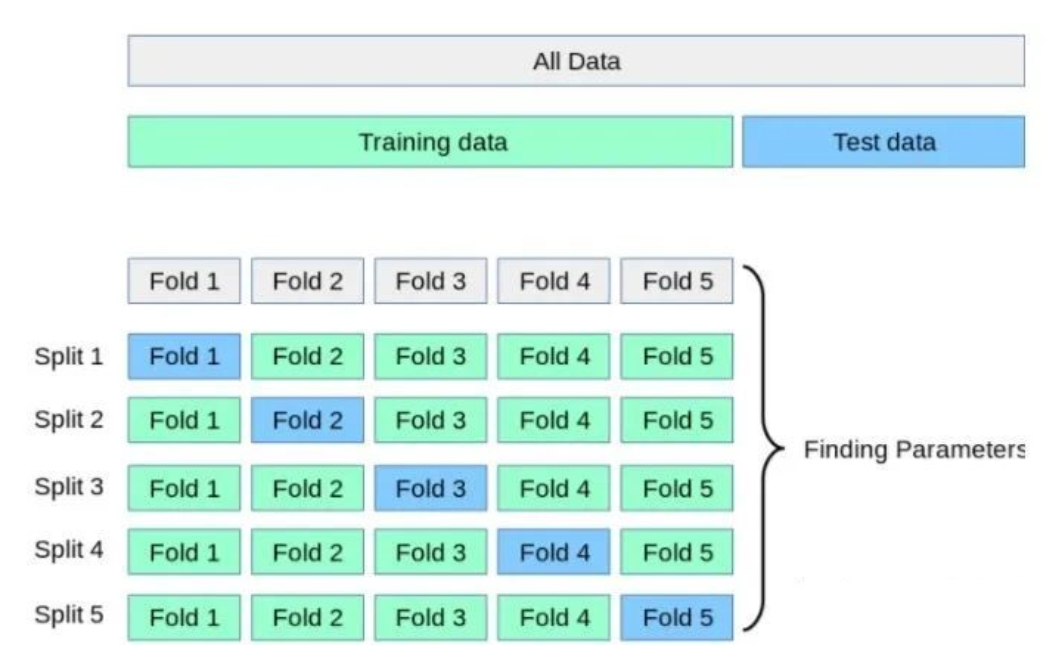 All Data
Training data Test data
Fold 1 Fold 2 Fold 3 Fold 4 Fold 5
Split 1 Fold 1 Fold 2 Fold 3 Fold 4 Fold 5
Split 2 Fold 1 Fold 2 Fold 3 Fold 4 Fold 5
Finding Parameters
Split 3 Fold 1 Fold 2 Fold 3 Fold 4 Fold 5
Split 4 Fold 1 Fold 2 Fold 3 Fold 4 Fold 5
Split 5 Fold 1 Fold 2 Fold 3 Fold 4 Fold 5